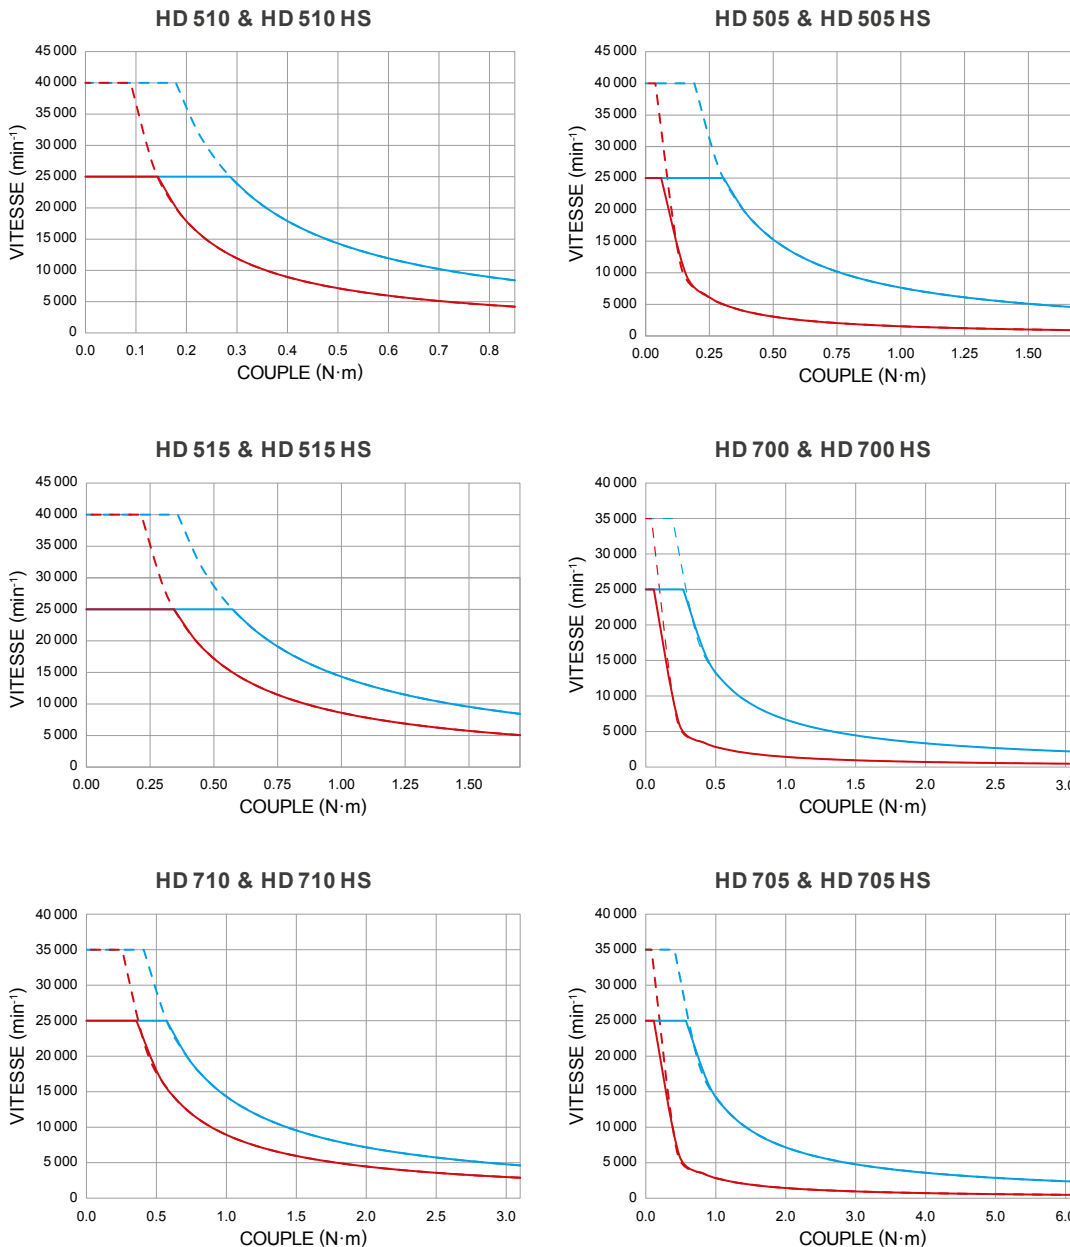 HD 510 & HD 510 HS
45 000
40 000
35 000
30 000
25 000
20 000
15 000
10 000
5 000
0
VITESSE (min⁻¹)
0.0 0.1 0.2 0.3 0.4 0.5 0.6 0.7 0.8
COUPLE (N·m)
HD 505 & HD 505 HS
45 000
40 000
35 000
30 000
25 000
20 000
15 000
10 000
5 000
0
VITESSE (min⁻¹)
0.00 0.25 0.50 0.75 1.00 1.25 1.50
COUPLE (N·m)
HD 515 & HD 515 HS
45 000
40 000
35 000
30 000
25 000
20 000
15 000
10 000
5 000
0
VITESSE (min⁻¹)
0.00 0.25 0.50 0.75 1.00 1.25 1.50
COUPLE (N·m)
HD 700 & HD 700 HS
40 000
35 000
30 000
25 000
20 000
15 000
10 000
5 000
0
VITESSE (min⁻¹)
0.0 0.5 1.0 1.5 2.0 2.5 3.0
COUPLE (N·m)
HD 710 & HD 710 HS
40 000
35 000
30 000
25 000
20 000
15 000
10 000
5 000
0
VITESSE (min⁻¹)
0.0 0.5 1.0 1.5 2.0 2.5 3.0
COUPLE (N·m)
HD 705 & HD 705 HS
40 000
35 000
30 000
25 000
20 000
15 000
10 000
5 000
0
VITESSE (min⁻¹)
0.0 1.0 2.0 3.0 4.0 5.0 6.0
COUPLE (N·m)